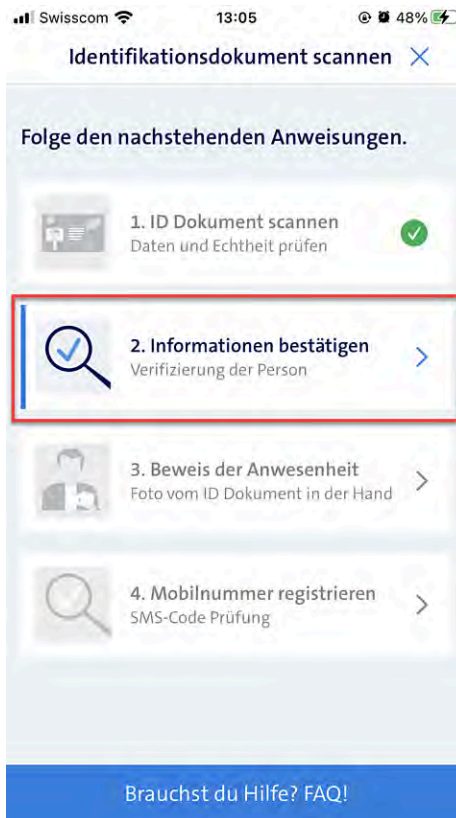 Swisscom 13:05 48%
Identifikationsdokument scannen
Folge den nachstehenden Anweisungen.
1. ID Dokument scannen
Daten und Echtheit prüfen
2. Informationen bestätigen
Verifizierung der Person
3. Beweis der Anwesenheit
Foto vom ID Dokument in der Hand
4. Mobilnummer registrieren
SMS-Code Prüfung
Brauchst du Hilfe? FAQ!